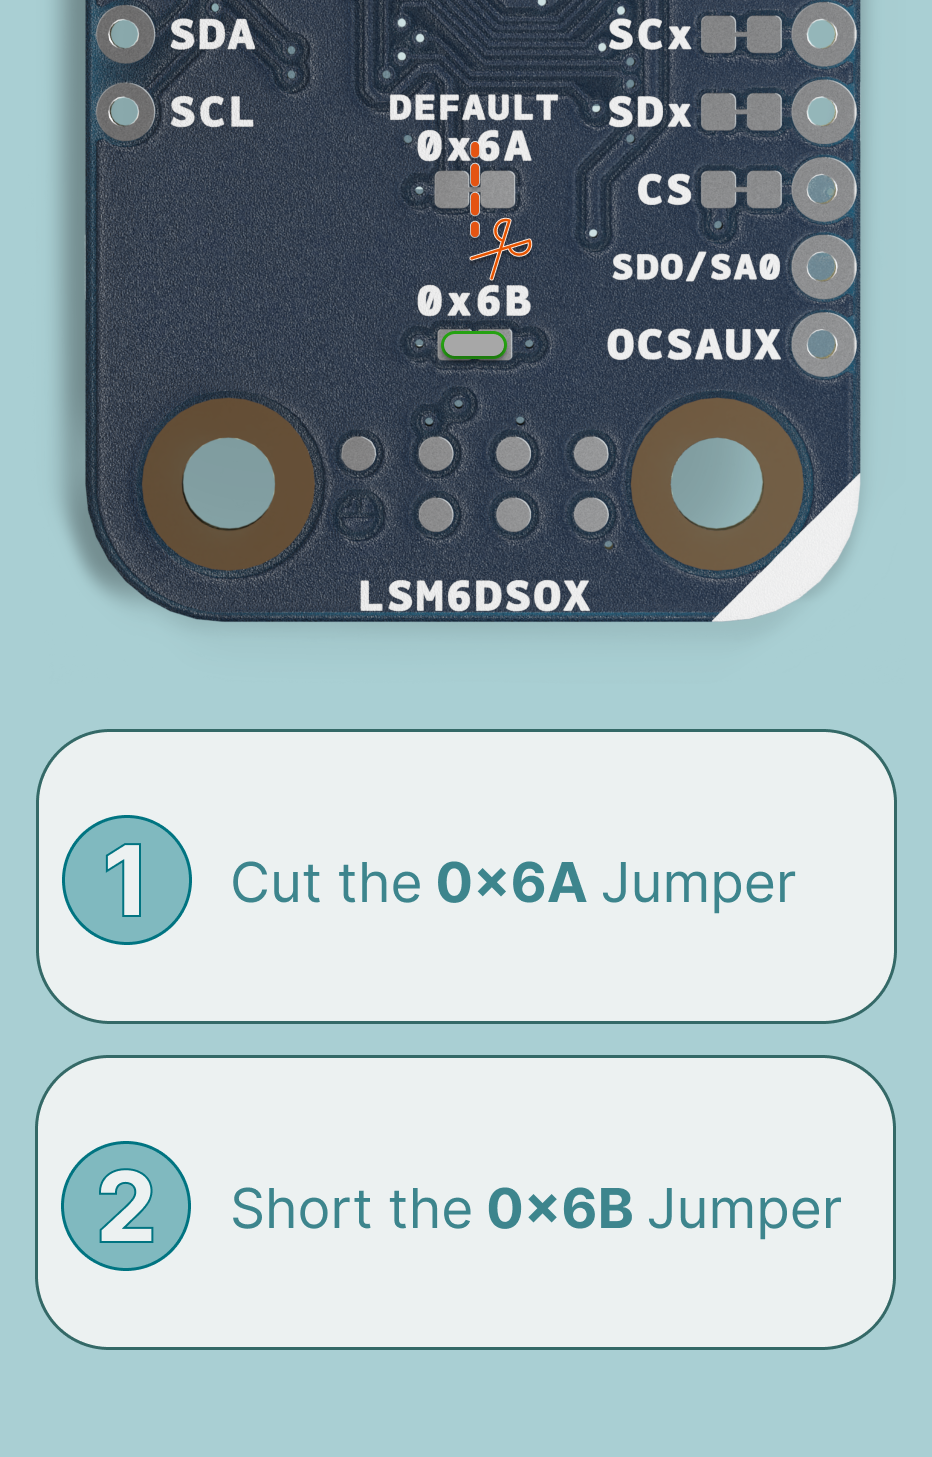 SDA
SCL
DEFAULT
0x6A
0x6B
SCx
SDx
CS
SDO/SA0
OCSAUX
LSM6DSOX
1
Cut the 0×6A Jumper
2
Short the 0×6B Jumper